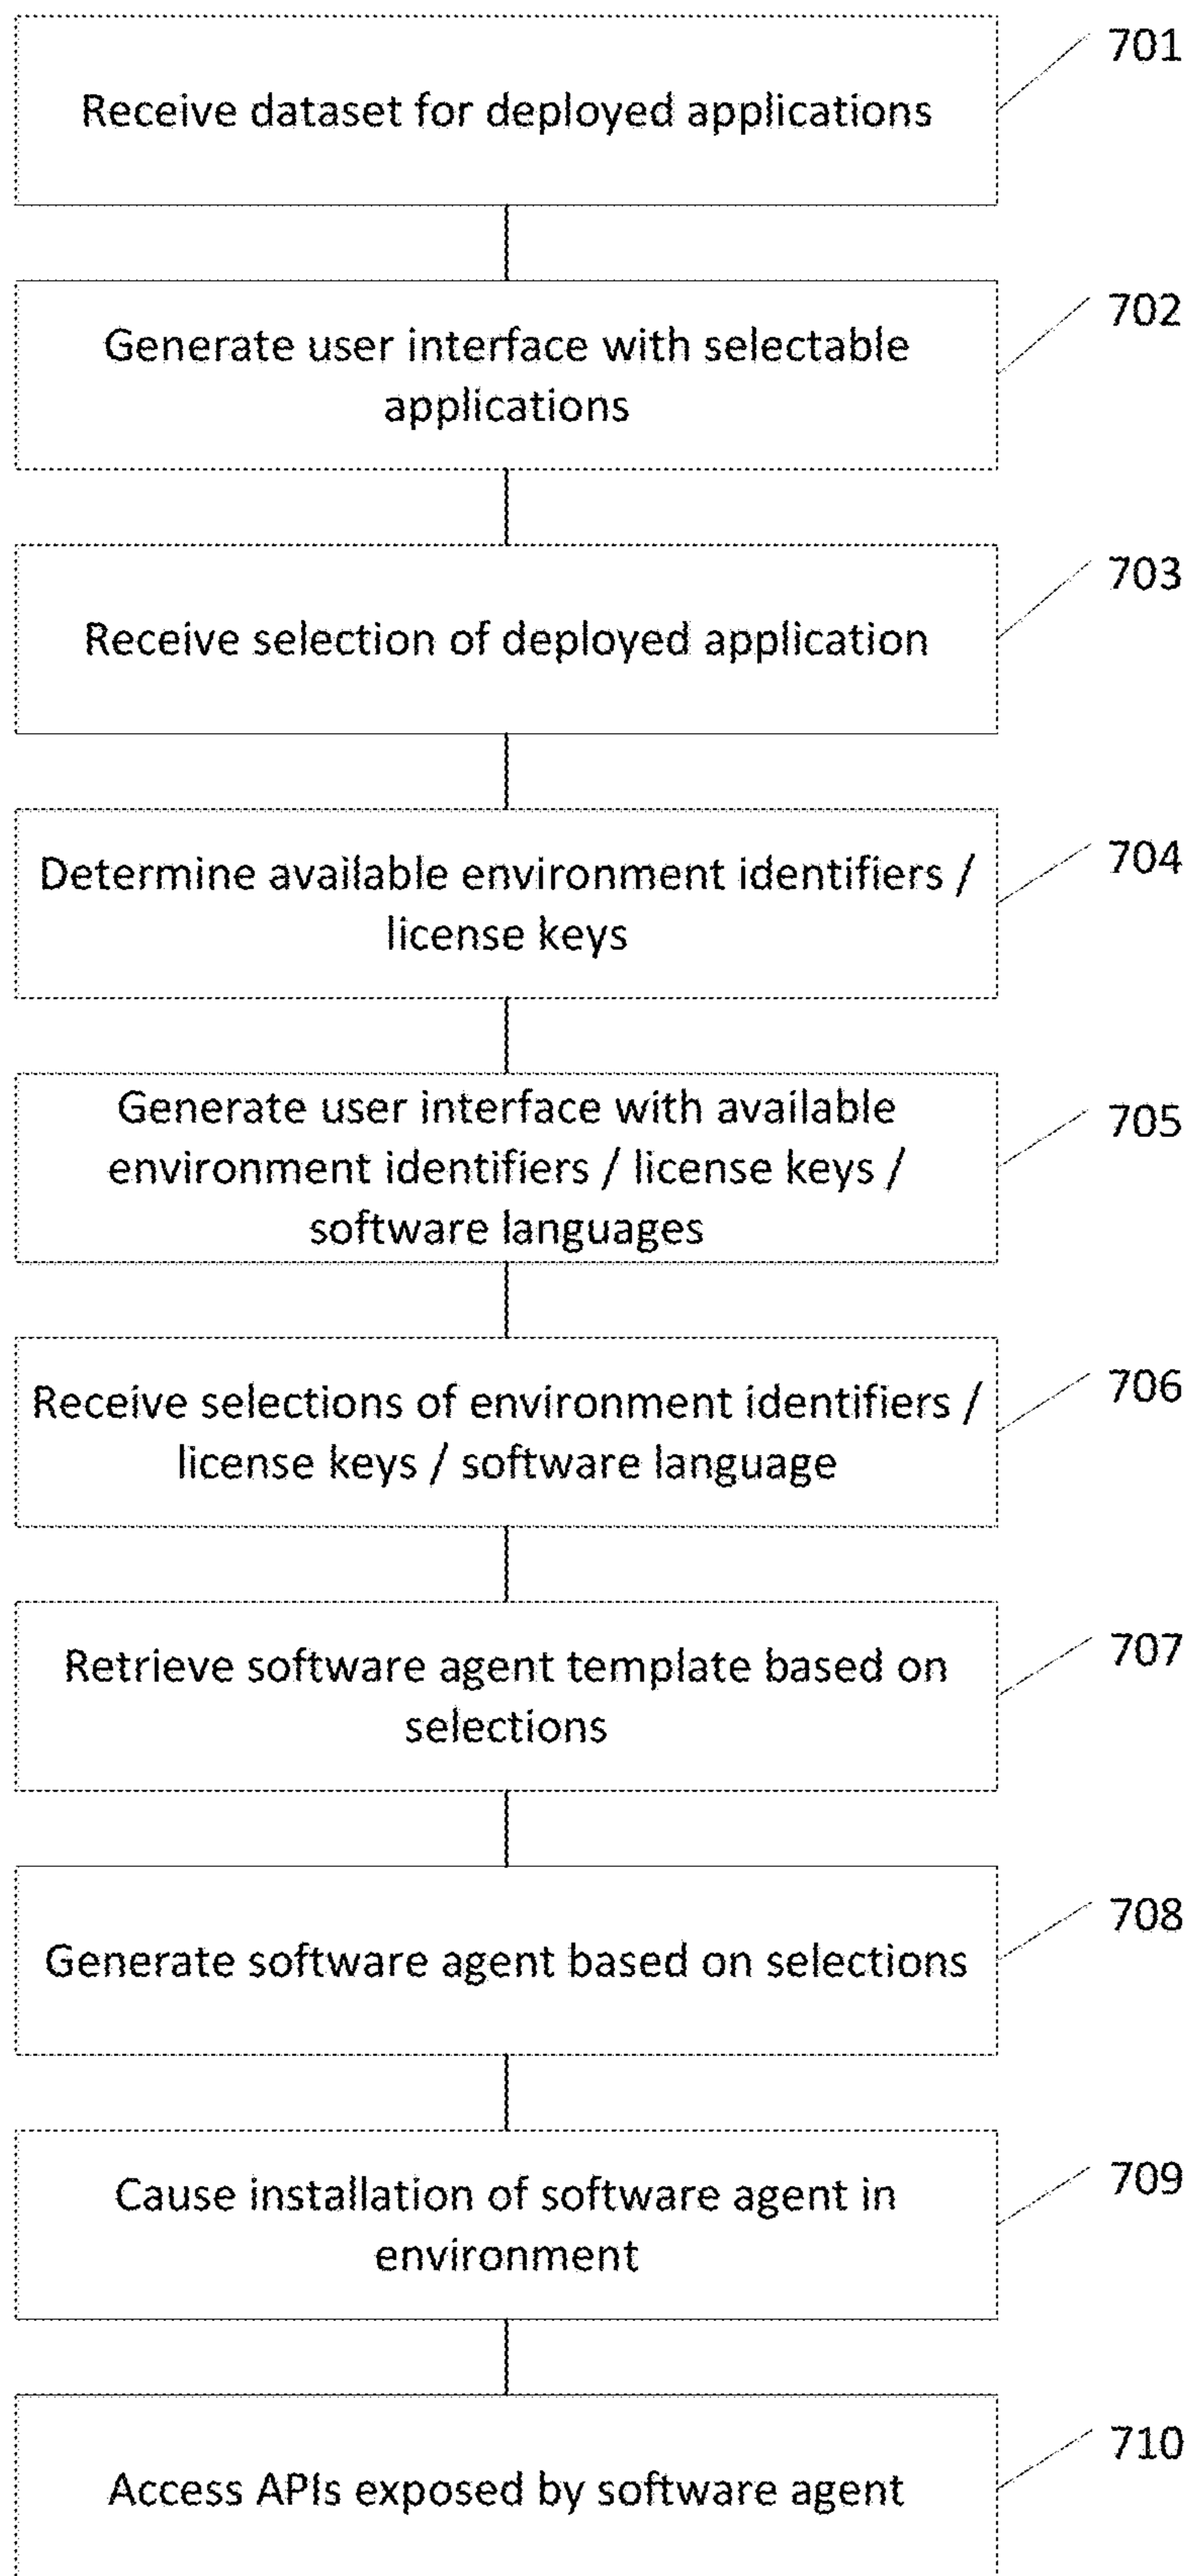 701
Receive dataset for deployed applications
702
Generate user interface with selectable
applications
703
Receive selection of deployed application
704
Determine available environment identifiers /
license keys
705
Generate user interface with available
environment identifiers / license keys /
software languages
706
Receive selections of environment identifiers /
license keys / software language
707
Retrieve software agent template based on
selections
708
Generate software agent based on selections
709
Cause installation of software agent in
environment
710
Access APIs exposed by software agent